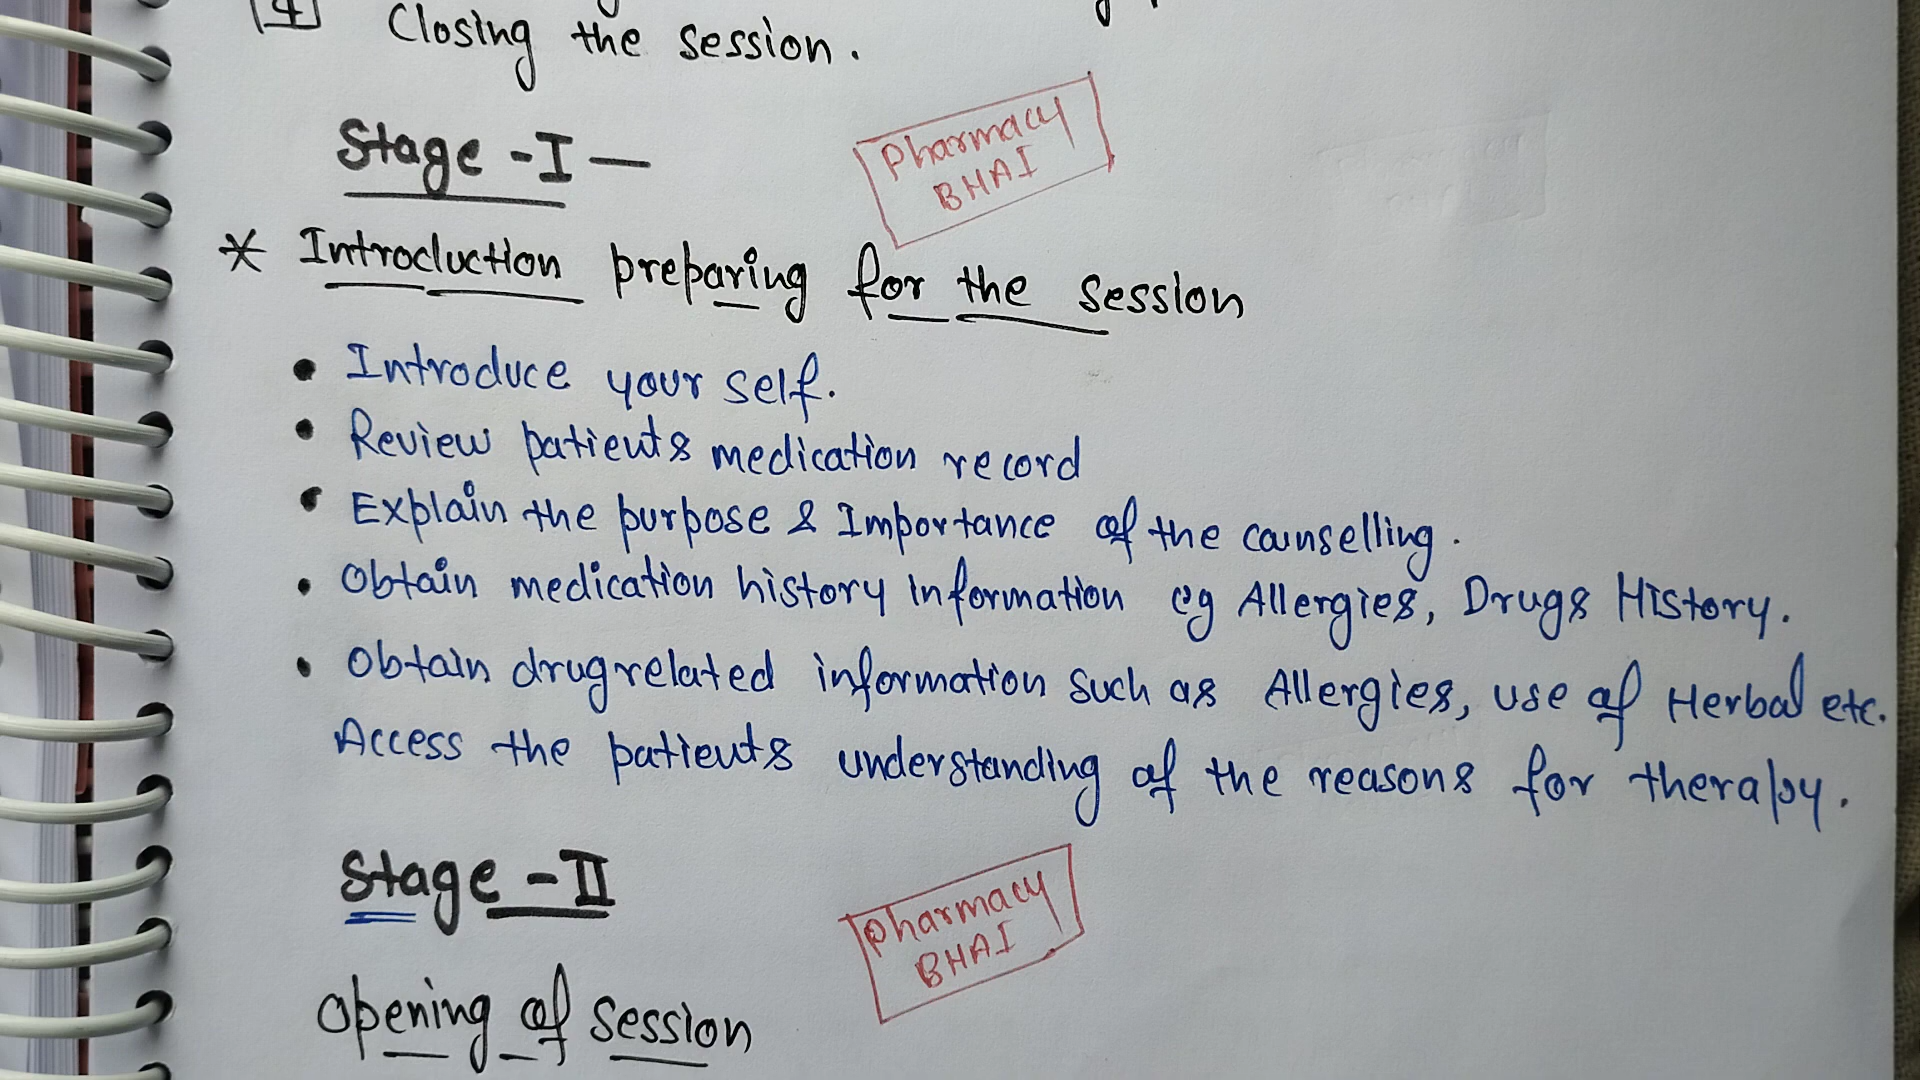 4 Closing the session.
Stage - I —
Pharmacy
BHAI
* Introduction preparing for the session
• Introduce your self.
• Review patients medication record
• Explain the purpose & Importance of the counselling.
• Obtain medication history Information eg Allergies, Drugs History.
• Obtain drug related information such as Allergies, use of Herbal etc.
Access the patients understanding of the reasons for therapy.
Stage - II
Pharmacy
BHAI
Opening of session